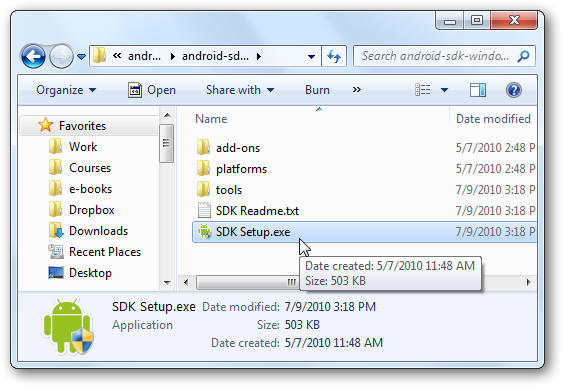 « andr... ▸ android-sd... ▸
Search android-sdk-windo...
Organize Open Share with Burn »
Favorites
Work
Courses
e-books
Dropbox
Downloads
Recent Places
Desktop
Name Date modified
add-ons 5/7/2010 2:48 P
platforms 5/7/2010 2:48 P
tools 7/9/2010 3:18 P
SDK Readme.txt 7/9/2010 3:18 P
SDK Setup.exe 7/9/2010 3:18 P
Date created: 5/7/2010 11:48 AM
Size: 503 KB
SDK Setup.exe Date modified: 7/9/2010 3:18 PM
Application Size: 503 KB
Date created: 5/7/2010 11:48 AM